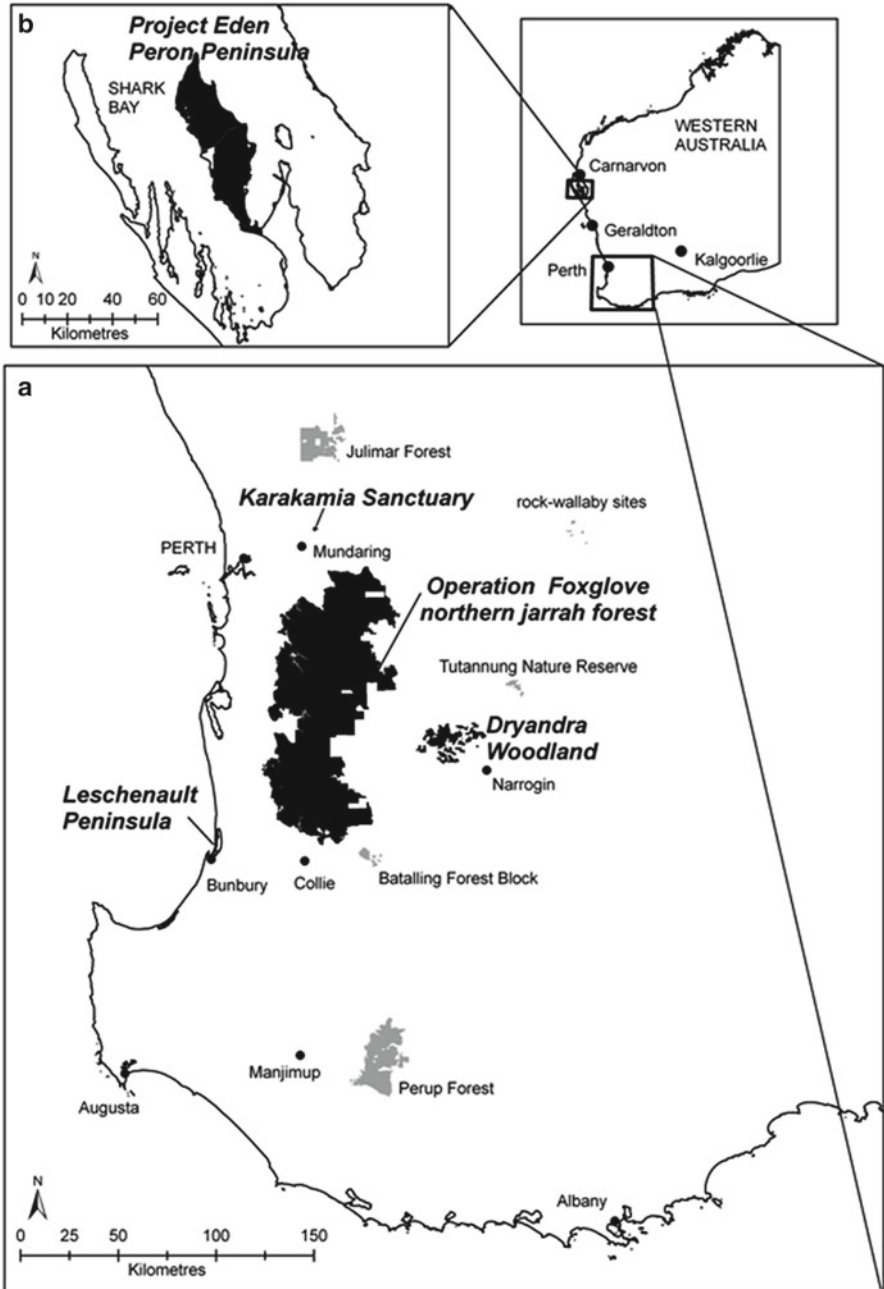 b
Project Eden
Peron Peninsula
SHARK
BAY
N
0 10 20 40 60
Kilometres
WESTERN
AUSTRALIA
Carnarvon
Geraldton
Kalgoorlie
Perth
a
Julimar Forest
Karakamia Sanctuary
rock-wallaby sites
PERTH
Mundaring
Operation Foxglove
northern jarrah forest
Tutannung Nature Reserve
Dryandra
Woodland
Narrogin
Leschenault
Peninsula
Bunbury
Collie
Batalling Forest Block
Manjimup
Perup Forest
Augusta
Albany
N
0 25 50 100 150
Kilometres